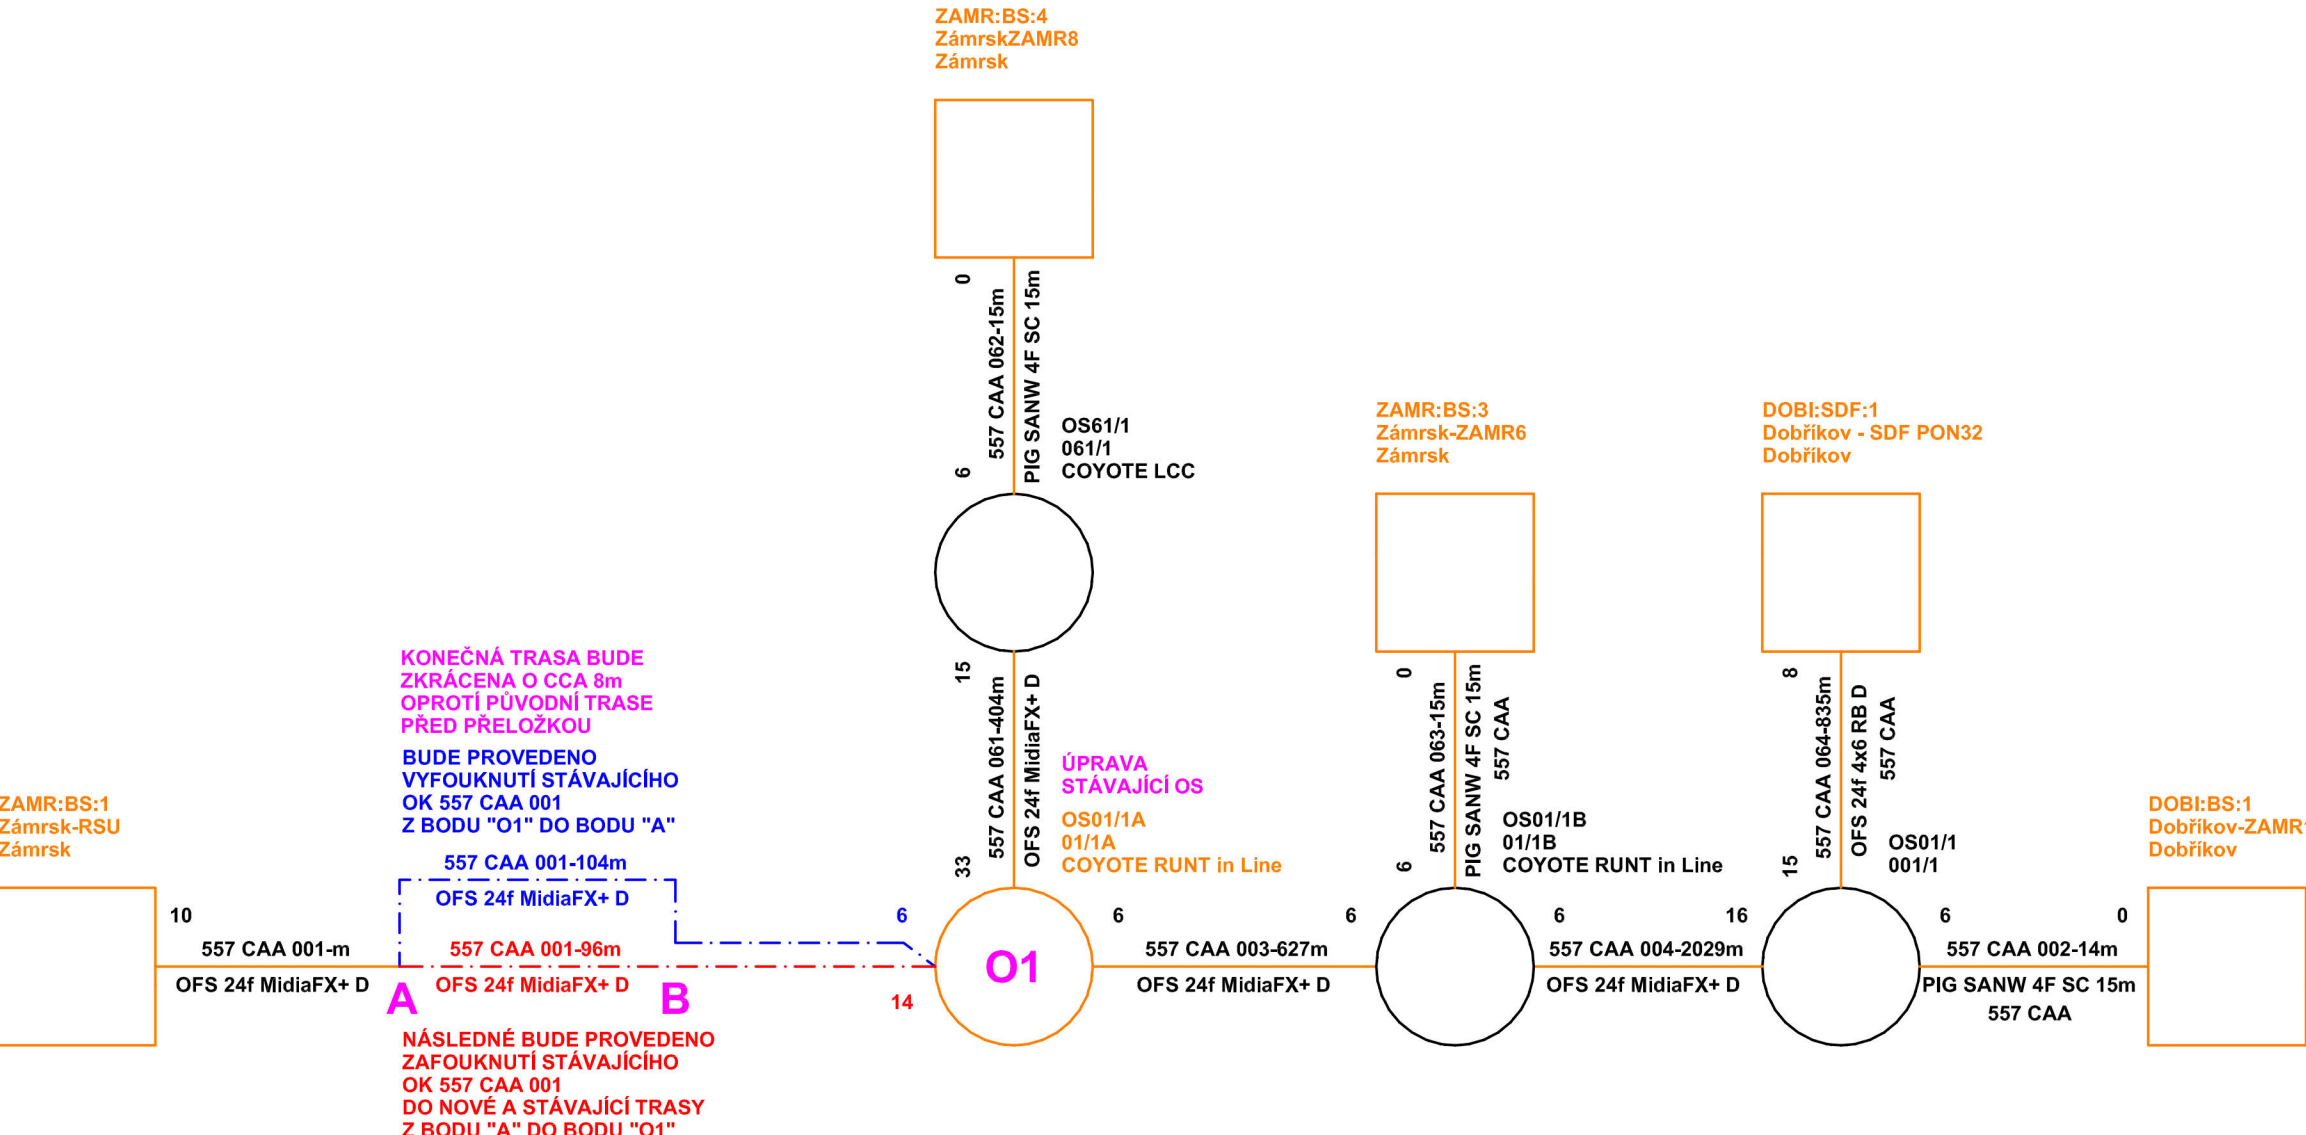 ZAMR:BS:4
ZámrskZAMR8
Zámrsk
0
557 CAA 062-15m
PIG SANW 4F SC 15m
6
OS61/1
061/1
COYOTE LCC
15
557 CAA 061-404m
OFS 24f MidiaFX+ D
33
ZAMR:BS:3
Zámrsk-ZAMR6
Zámrsk
0
557 CAA 063-15m
PIG SANW 4F SC 15m
557 CAA
6
DOBI:SDF:1
Dobříkov - SDF PON32
Dobříkov
8
557 CAA 064-835m
OFS 24f 4x6 RB D
557 CAA
15
KONEČNÁ TRASA BUDE
ZKRÁCENA O CCA 8m
OPROTÍ PŮVODNÍ TRASE
PŘED PŘELOŽKOU
BUDE PROVEDENO
VYFOUKNUTÍ STÁVAJÍCÍHO
OK 557 CAA 001
Z BODU "O1" DO BODU "A"
557 CAA 001-104m
OFS 24f MidiaFX+ D
ÚPRAVA
STÁVAJÍCÍ OS
OS01/1A
01/1A
COYOTE RUNT in Line
OS01/1B
01/1B
COYOTE RUNT in Line
OS01/1
001/1
ZAMR:BS:1
Zámrsk-RSU
Zámrsk
DOBI:BS:1
Dobříkov-ZAMR
Dobříkov
10
557 CAA 001-m
OFS 24f MidiaFX+ D
557 CAA 001-96m
OFS 24f MidiaFX+ D
A
B
6
14
O1
6
557 CAA 003-627m
OFS 24f MidiaFX+ D
6
6
557 CAA 004-2029m
OFS 24f MidiaFX+ D
16
6
557 CAA 002-14m
PIG SANW 4F SC 15m
557 CAA
0
NÁSLEDNÉ BUDE PROVEDENO
ZAFOUKNUTÍ STÁVAJÍCÍHO
OK 557 CAA 001
DO NOVÉ A STÁVAJÍCÍ TRASY
Z BODU "A" DO BODU "O1"